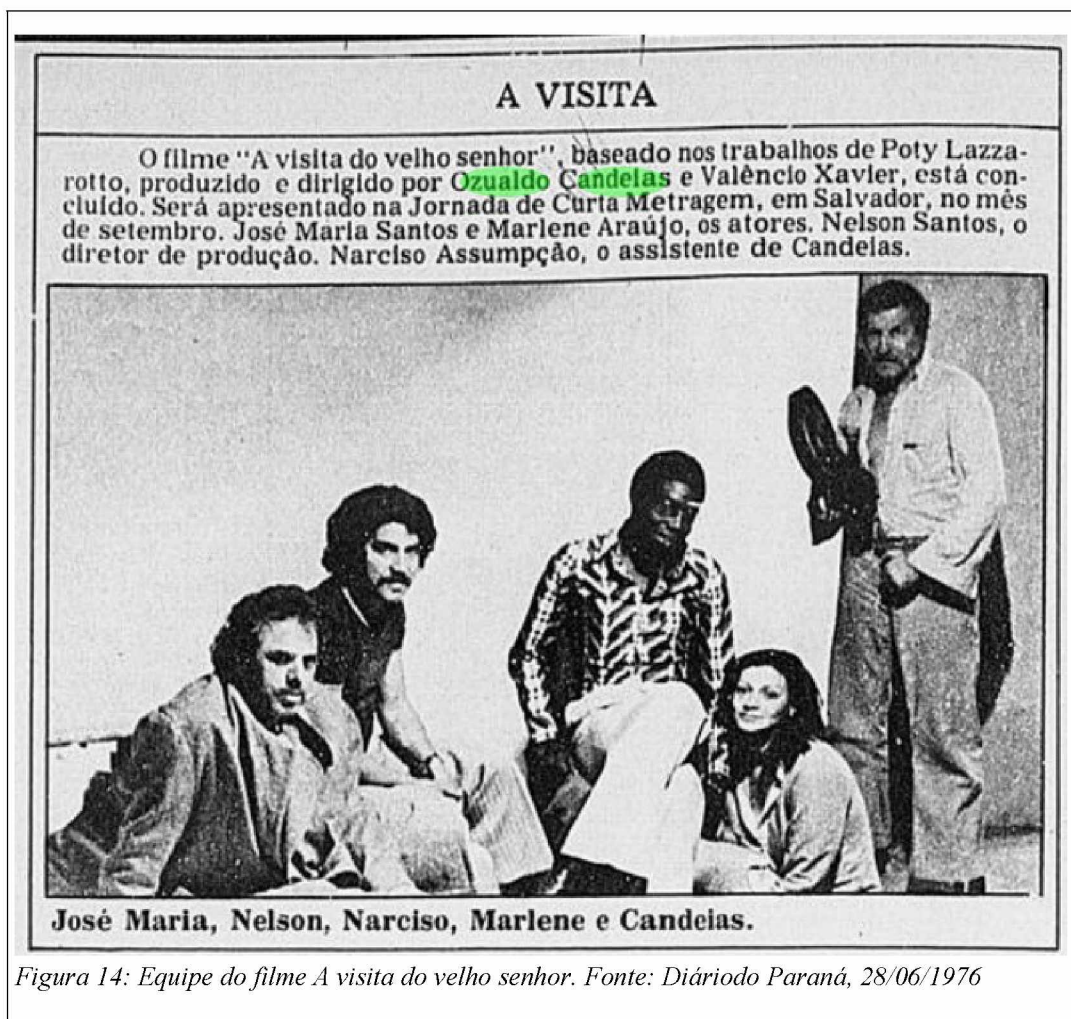 A VISITA
O filme "A visita do velho senhor", baseado nos trabalhos de Poty Lazza-
rotto, produzido e dirigido por Ozualdo Candeias e Valêncio Xavier, está con-
cluído. Será apresentado na Jornada de Curta Metragem, em Salvador, no mês
de setembro. José Maria Santos e Marlene Araújo, os atores. Nelson Santos, o
diretor de produção. Narciso Assumpção, o assistente de Candeias.
José Maria, Nelson, Narciso, Marlene e Candeias.
Figura 14: Equipe do filme A visita do velho senhor. Fonte: Diáriodo Paraná, 28/06/1976